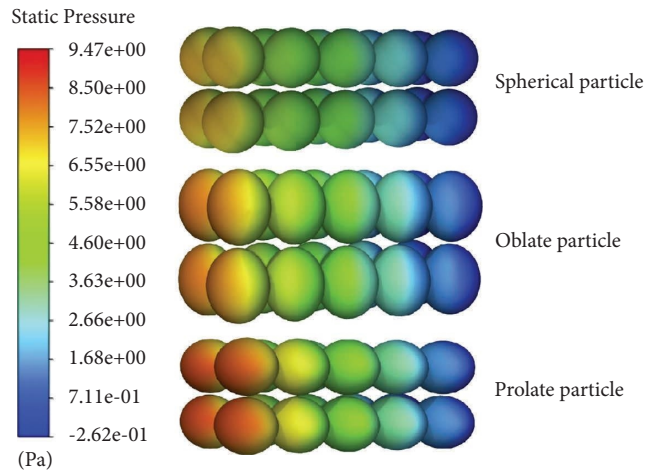 Static Pressure
9.47e+00
8.50e+00
7.52e+00
6.55e+00
5.58e+00
4.60e+00
3.63e+00
2.66e+00
1.68e+00
7.11e-01
-2.62e-01
(Pa)
Spherical particle
Oblate particle
Prolate particle